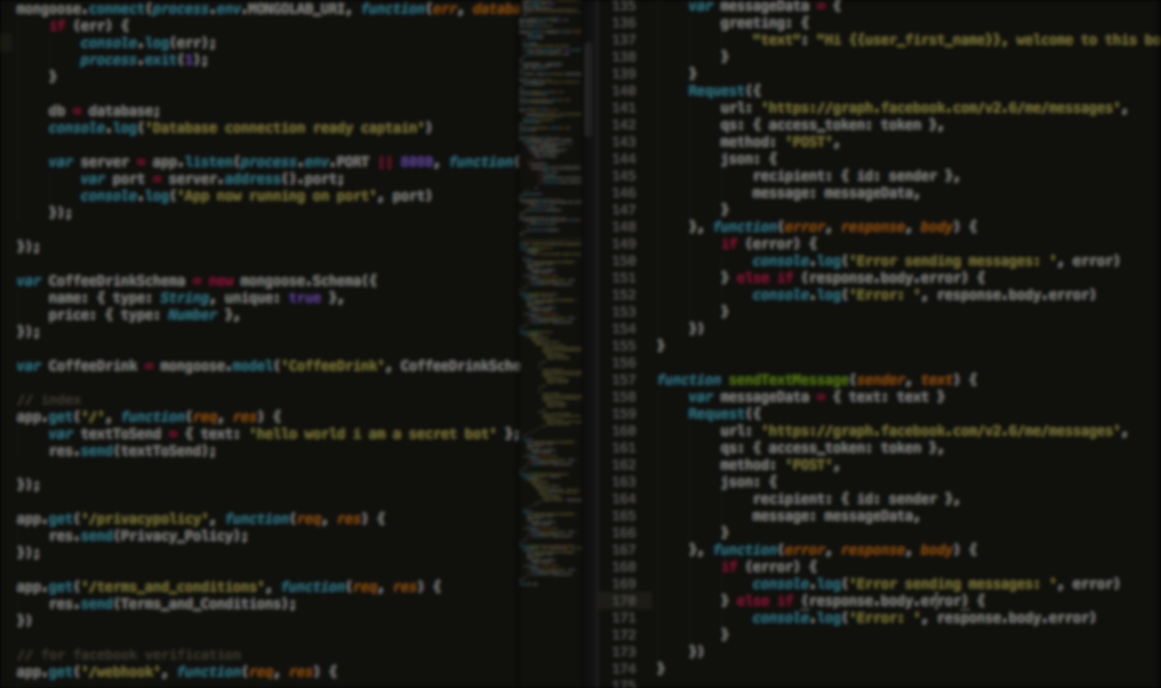 mongoose.connect(process.env.MONGOLAB_URI, function(err, databa
if (err) {
console.log(err);
process.exit(1);
}
db = database;
console.log("Database connection ready captain")
var server = app.listen(process.env.PORT || 8080, function(
var port = server.address().port;
console.log("App now running on port", port)
});
});
var CoffeeDrinkSchema = new mongoose.Schema({
name: { type: String, unique: true },
price: { type: Number },
});
var CoffeeDrink = mongoose.model("CoffeeDrink", CoffeeDrinkSche
// index
app.get("/", function(req, res) {
var textToSend = { text: "hello world i am a secret bot" };
res.send(textToSend);
});
app.get("/privacypolicy", function(req, res) {
res.send(Privacy_Policy);
});
app.get("/terms_and_conditions", function(req, res) {
res.send(Terms_and_Conditions);
})
// for facebook verification
app.get("/webhook", function(req, res) {
135 var messageData = {
136 greeting: {
137 "text": "Hi {{user_first_name}}, welcome to this bo
138 }
139 }
140 Request({
141 url: "https://graph.facebook.com/v2.6/me/messages",
142 qs: { access_token: token },
143 method: "POST",
144 json: {
145 recipient: { id: sender },
146 message: messageData,
147 }
148 }, function(error, response, body) {
149 if (error) {
150 console.log("Error sending messages: ", error)
151 } else if (response.body.error) {
152 console.log("Error: ", response.body.error)
153 }
154 })
155 }
156
157 function sendTextMessage(sender, text) {
158 var messageData = { text: text }
159 Request({
160 url: "https://graph.facebook.com/v2.6/me/messages",
161 qs: { access_token: token },
162 method: "POST",
163 json: {
164 recipient: { id: sender },
165 message: messageData,
166 }
167 }, function(error, response, body) {
168 if (error) {
169 console.log("Error sending messages: ", error)
170 } else if (response.body.error) {
171 console.log("Error: ", response.body.error)
172 }
173 })
174 }
175